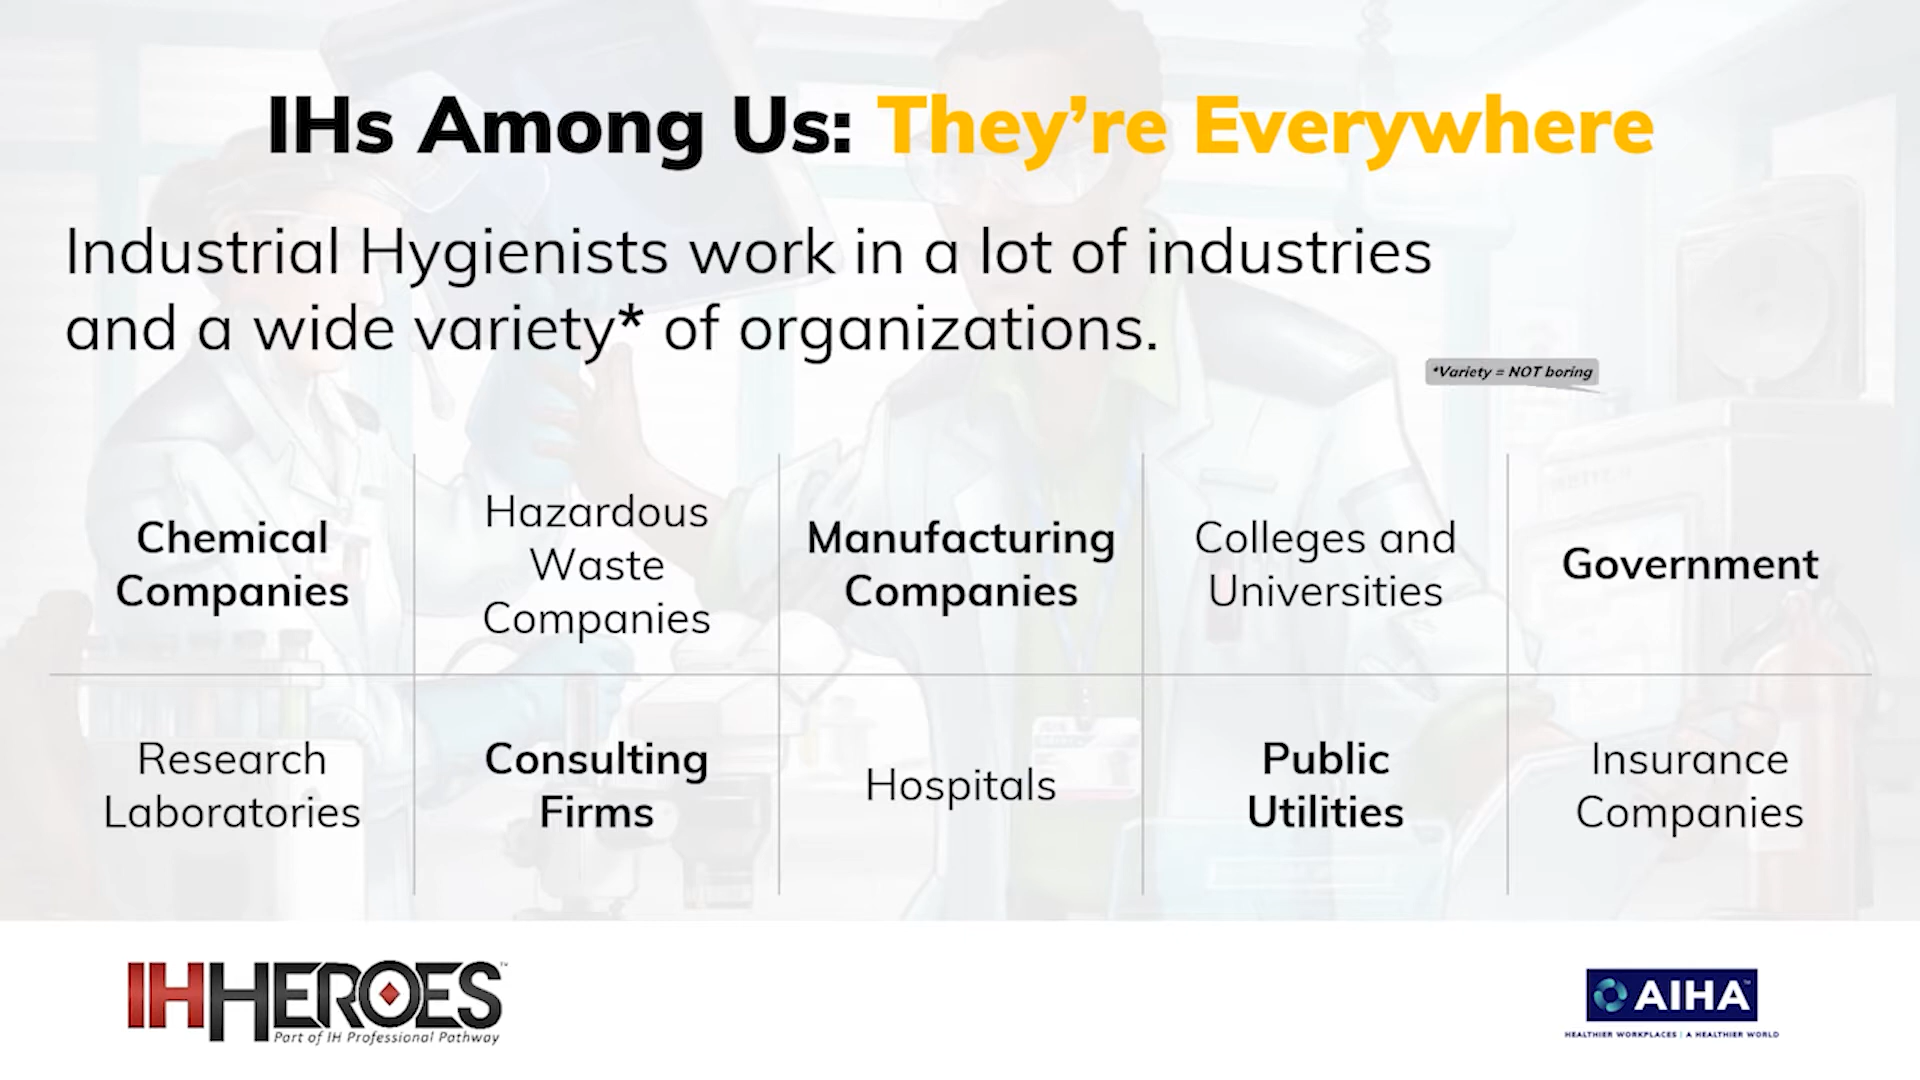 IHs Among Us: They're Everywhere
Industrial Hygienists work in a lot of industries
and a wide variety* of organizations.
*Variety = NOT boring
Chemical
Companies
Hazardous
Waste
Companies
Manufacturing
Companies
Colleges and
Universities
Government
Research
Laboratories
Consulting
Firms
Hospitals
Public
Utilities
Insurance
Companies
IHHEROES™
Part of IH Professional Pathway
AIHA™
HEALTHIER WORKPLACES | A HEALTHIER WORLD